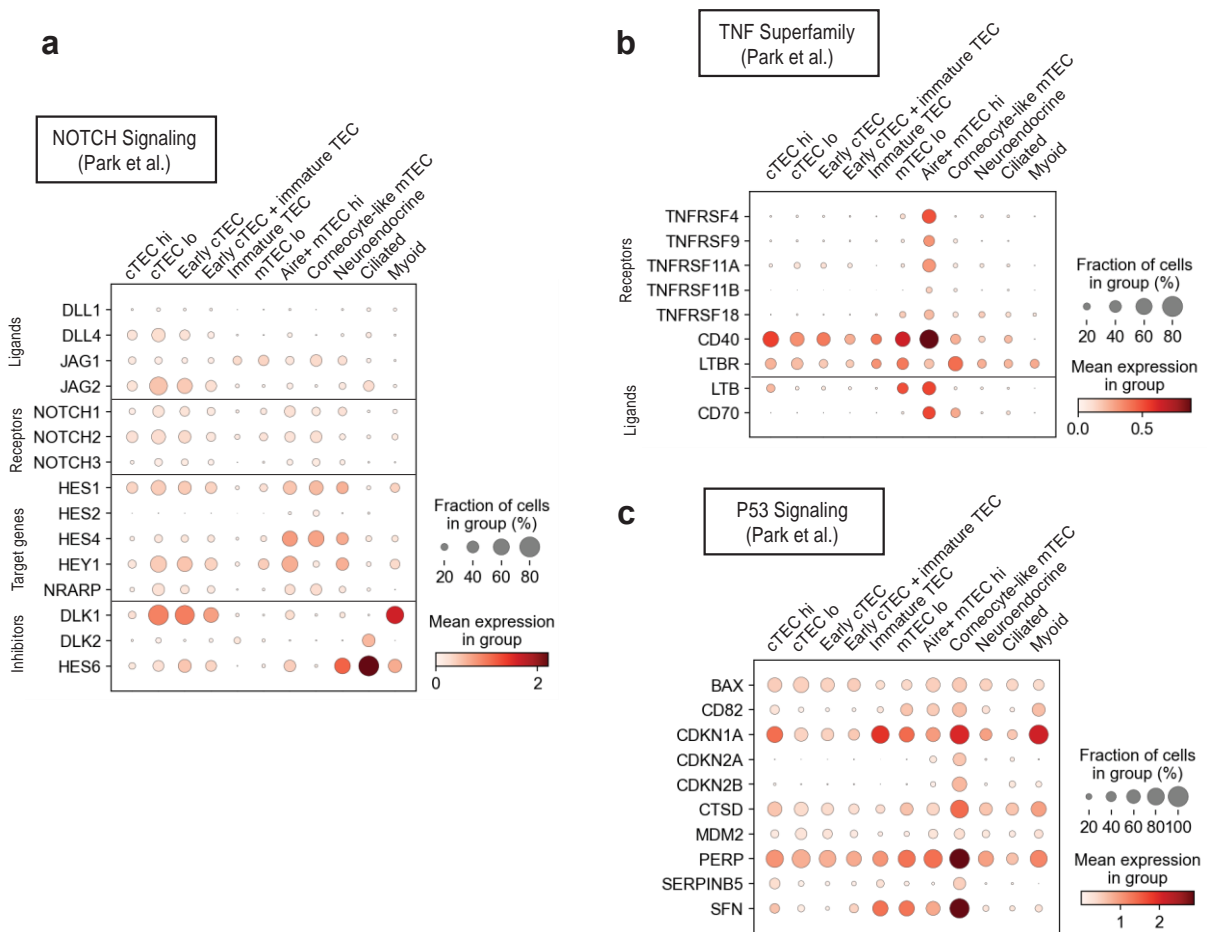 a
NOTCH Signaling
(Park et al.)
cTEC hi
cTEC lo
Early cTEC
Early cTEC + immature TEC
Immature TEC
mTEC lo
Aire+ mTEC hi
Corneocyte-like mTEC
Neuroendocrine
Ciliated
Myoid
Ligands
DLL1
DLL4
JAG1
JAG2
Receptors
NOTCH1
NOTCH2
NOTCH3
Target genes
HES1
HES2
HES4
HEY1
NRARP
Inhibitors
DLK1
DLK2
HES6
Fraction of cells
in group (%)
20 40 60 80
Mean expression
in group
0 2
b
TNF Superfamily
(Park et al.)
cTEC hi
cTEC lo
Early cTEC
Early cTEC + immature TEC
Immature TEC
mTEC lo
Aire+ mTEC hi
Corneocyte-like mTEC
Neuroendocrine
Ciliated
Myoid
Receptors
TNFRSF4
TNFRSF9
TNFRSF11A
TNFRSF11B
TNFRSF18
CD40
LTBR
Ligands
LTB
CD70
Fraction of cells
in group (%)
20 40 60 80
Mean expression
in group
0.0 0.5
c
P53 Signaling
(Park et al.)
cTEC hi
cTEC lo
Early cTEC
Early cTEC + immature TEC
Immature TEC
mTEC lo
Aire+ mTEC hi
Corneocyte-like mTEC
Neuroendocrine
Ciliated
Myoid
BAX
CD82
CDKN1A
CDKN2A
CDKN2B
CTSD
MDM2
PERP
SERPINB5
SFN
Fraction of cells
in group (%)
20 40 60 80 100
Mean expression
in group
1 2